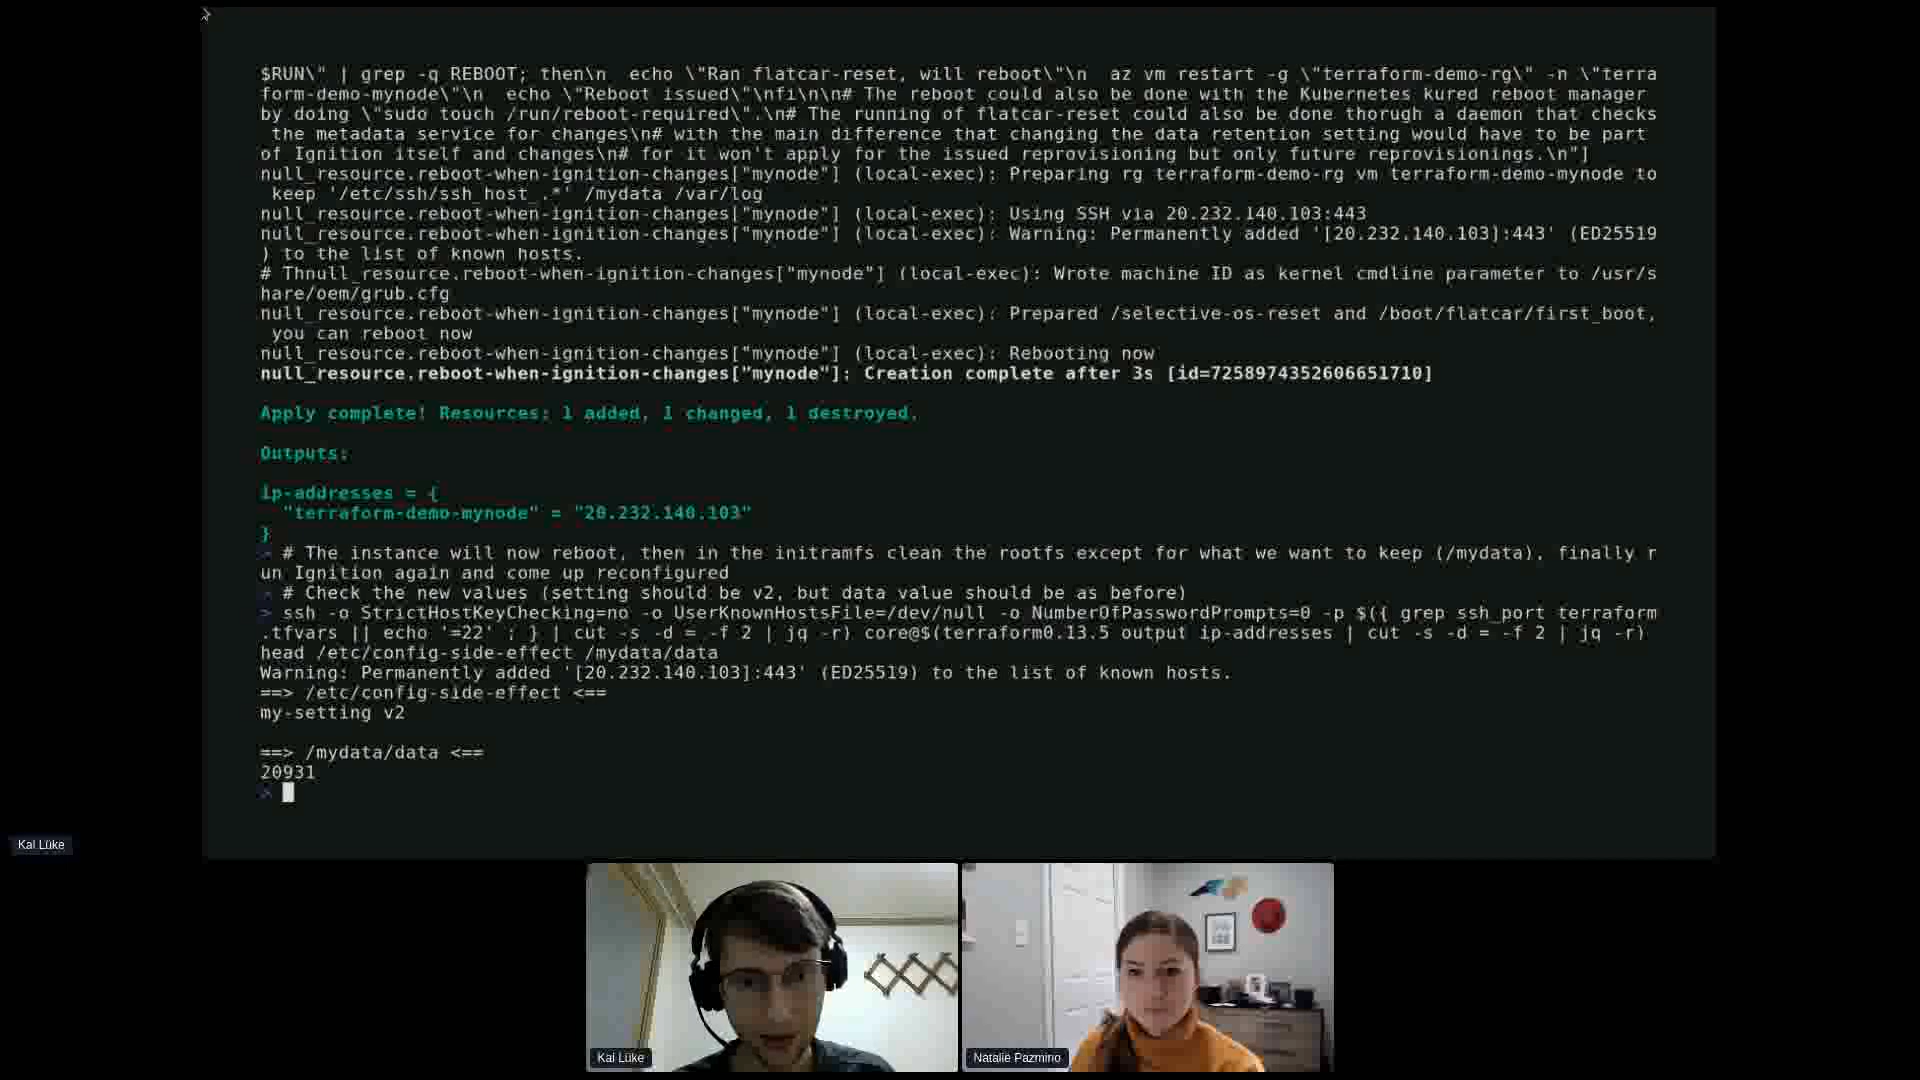 $RUN\" | grep -q REBOOT; then\n  echo \"Ran flatcar-reset, will reboot\"\n  az vm restart -g \"terraform-demo-rg\" -n \"terra
form-demo-mynode\"\n  echo \"Reboot issued\"\nfi\n\n# The reboot could also be done with the Kubernetes kured reboot manager
by doing \"sudo touch /run/reboot-required\".\n# The running of flatcar-reset could also be done thorugh a daemon that checks
 the metadata service for changes\n# with the main difference that changing the data retention setting would have to be part
of Ignition itself and changes\n# for it won't apply for the issued reprovisioning but only future reprovisionings.\n"]
null_resource.reboot-when-ignition-changes["mynode"] (local-exec): Preparing rg terraform-demo-rg vm terraform-demo-mynode to
 keep '/etc/ssh/ssh_host_.*' /mydata /var/log
null_resource.reboot-when-ignition-changes["mynode"] (local-exec): Using SSH via 20.232.140.103:443
null_resource.reboot-when-ignition-changes["mynode"] (local-exec): Warning: Permanently added '[20.232.140.103]:443' (ED25519
) to the list of known hosts.
# Thnull_resource.reboot-when-ignition-changes["mynode"] (local-exec): Wrote machine ID as kernel cmdline parameter to /usr/s
hare/oem/grub.cfg
null_resource.reboot-when-ignition-changes["mynode"] (local-exec): Prepared /selective-os-reset and /boot/flatcar/first_boot,
 you can reboot now
null_resource.reboot-when-ignition-changes["mynode"] (local-exec): Rebooting now
null_resource.reboot-when-ignition-changes["mynode"]: Creation complete after 3s [id=7258974352606651710]
Apply complete! Resources: 1 added, 1 changed, 1 destroyed.
Outputs:
ip-addresses = {
  "terraform-demo-mynode" = "20.232.140.103"
}
> # The instance will now reboot, then in the initramfs clean the rootfs except for what we want to keep (/mydata), finally r
un Ignition again and come up reconfigured
> # Check the new values (setting should be v2, but data value should be as before)
> ssh -o StrictHostKeyChecking=no -o UserKnownHostsFile=/dev/null -o NumberOfPasswordPrompts=0 -p $({ grep ssh_port terraform
.tfvars || echo '=22' ; } | cut -s -d = -f 2 | jq -r) core@$(terraform0.13.5 output ip-addresses | cut -s -d = -f 2 | jq -r)
head /etc/config-side-effect /mydata/data
Warning: Permanently added '[20.232.140.103]:443' (ED25519) to the list of known hosts.
==> /etc/config-side-effect <==
my-setting v2
==> /mydata/data <==
20931
>
Kai Lüke
Kai Lüke
Natalie Pazmino